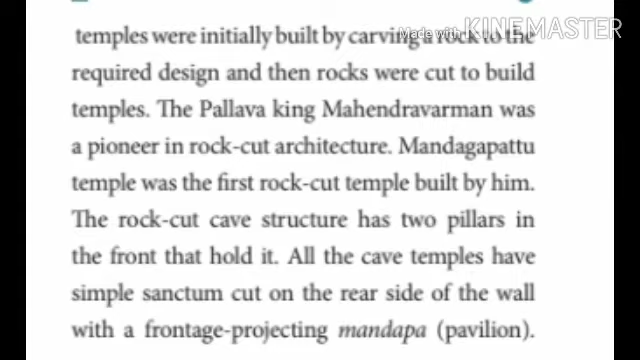 temples were initially built by carving a rock to the
Made with KINEMASTER
required design and then rocks were cut to build
temples. The Pallava king Mahendravarman was
a pioneer in rock-cut architecture. Mandagapattu
temple was the first rock-cut temple built by him.
The rock-cut cave structure has two pillars in
the front that hold it. All the cave temples have
simple sanctum cut on the rear side of the wall
with a frontage-projecting mandapa (pavilion).